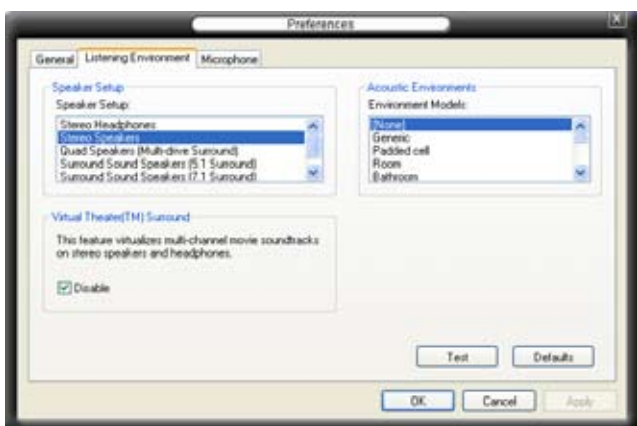 Preferences
General
Listening Environment
Microphone
Speaker Setup
Speaker Setup:
Stereo Headphones
Stereo Speakers
Quad Speakers (Multi-drive Surround)
Surround Sound Speakers (5.1 Surround)
Surround Sound Speakers (7.1 Surround)
Acoustic Environments
Environment Models:
(None)
Generic
Padded cell
Room
Bathroom
Virtual Theater(TM) Surround
This feature virtualizes multi-channel movie soundtracks
on stereo speakers and headphones.
Disable
Test
Defaults
OK
Cancel
Apply